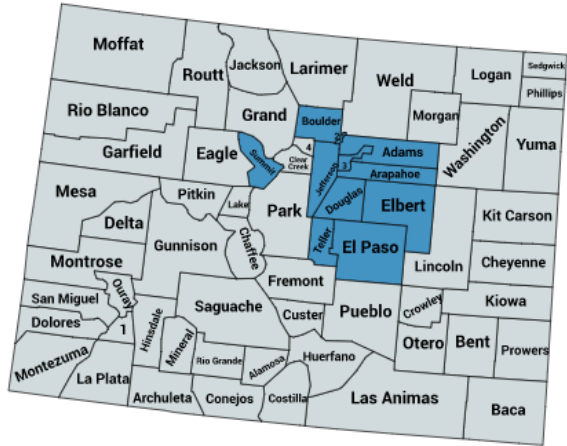 Moffat
Routt
Jackson
Larimer
Weld
Logan
Sedgwick
Phillips
Rio Blanco
Grand
Boulder
Morgan
Washington
Yuma
Garfield
Eagle
Summit
Clear
Creek
4
2
3
Jefferson
Adams
Arapahoe
Mesa
Pitkin
Lake
Park
Douglas
Elbert
Kit Carson
Delta
Gunnison
Chaffee
Teller
El Paso
Lincoln
Cheyenne
Montrose
Ouray
Fremont
San Miguel
Saguache
Custer
Pueblo
Crowley
Kiowa
Dolores
1
Hinsdale
Mineral
Rio Grande
Alamosa
Huerfano
Otero
Bent
Prowers
Montezuma
La Plata
Archuleta
Conejos
Costilla
Las Animas
Baca